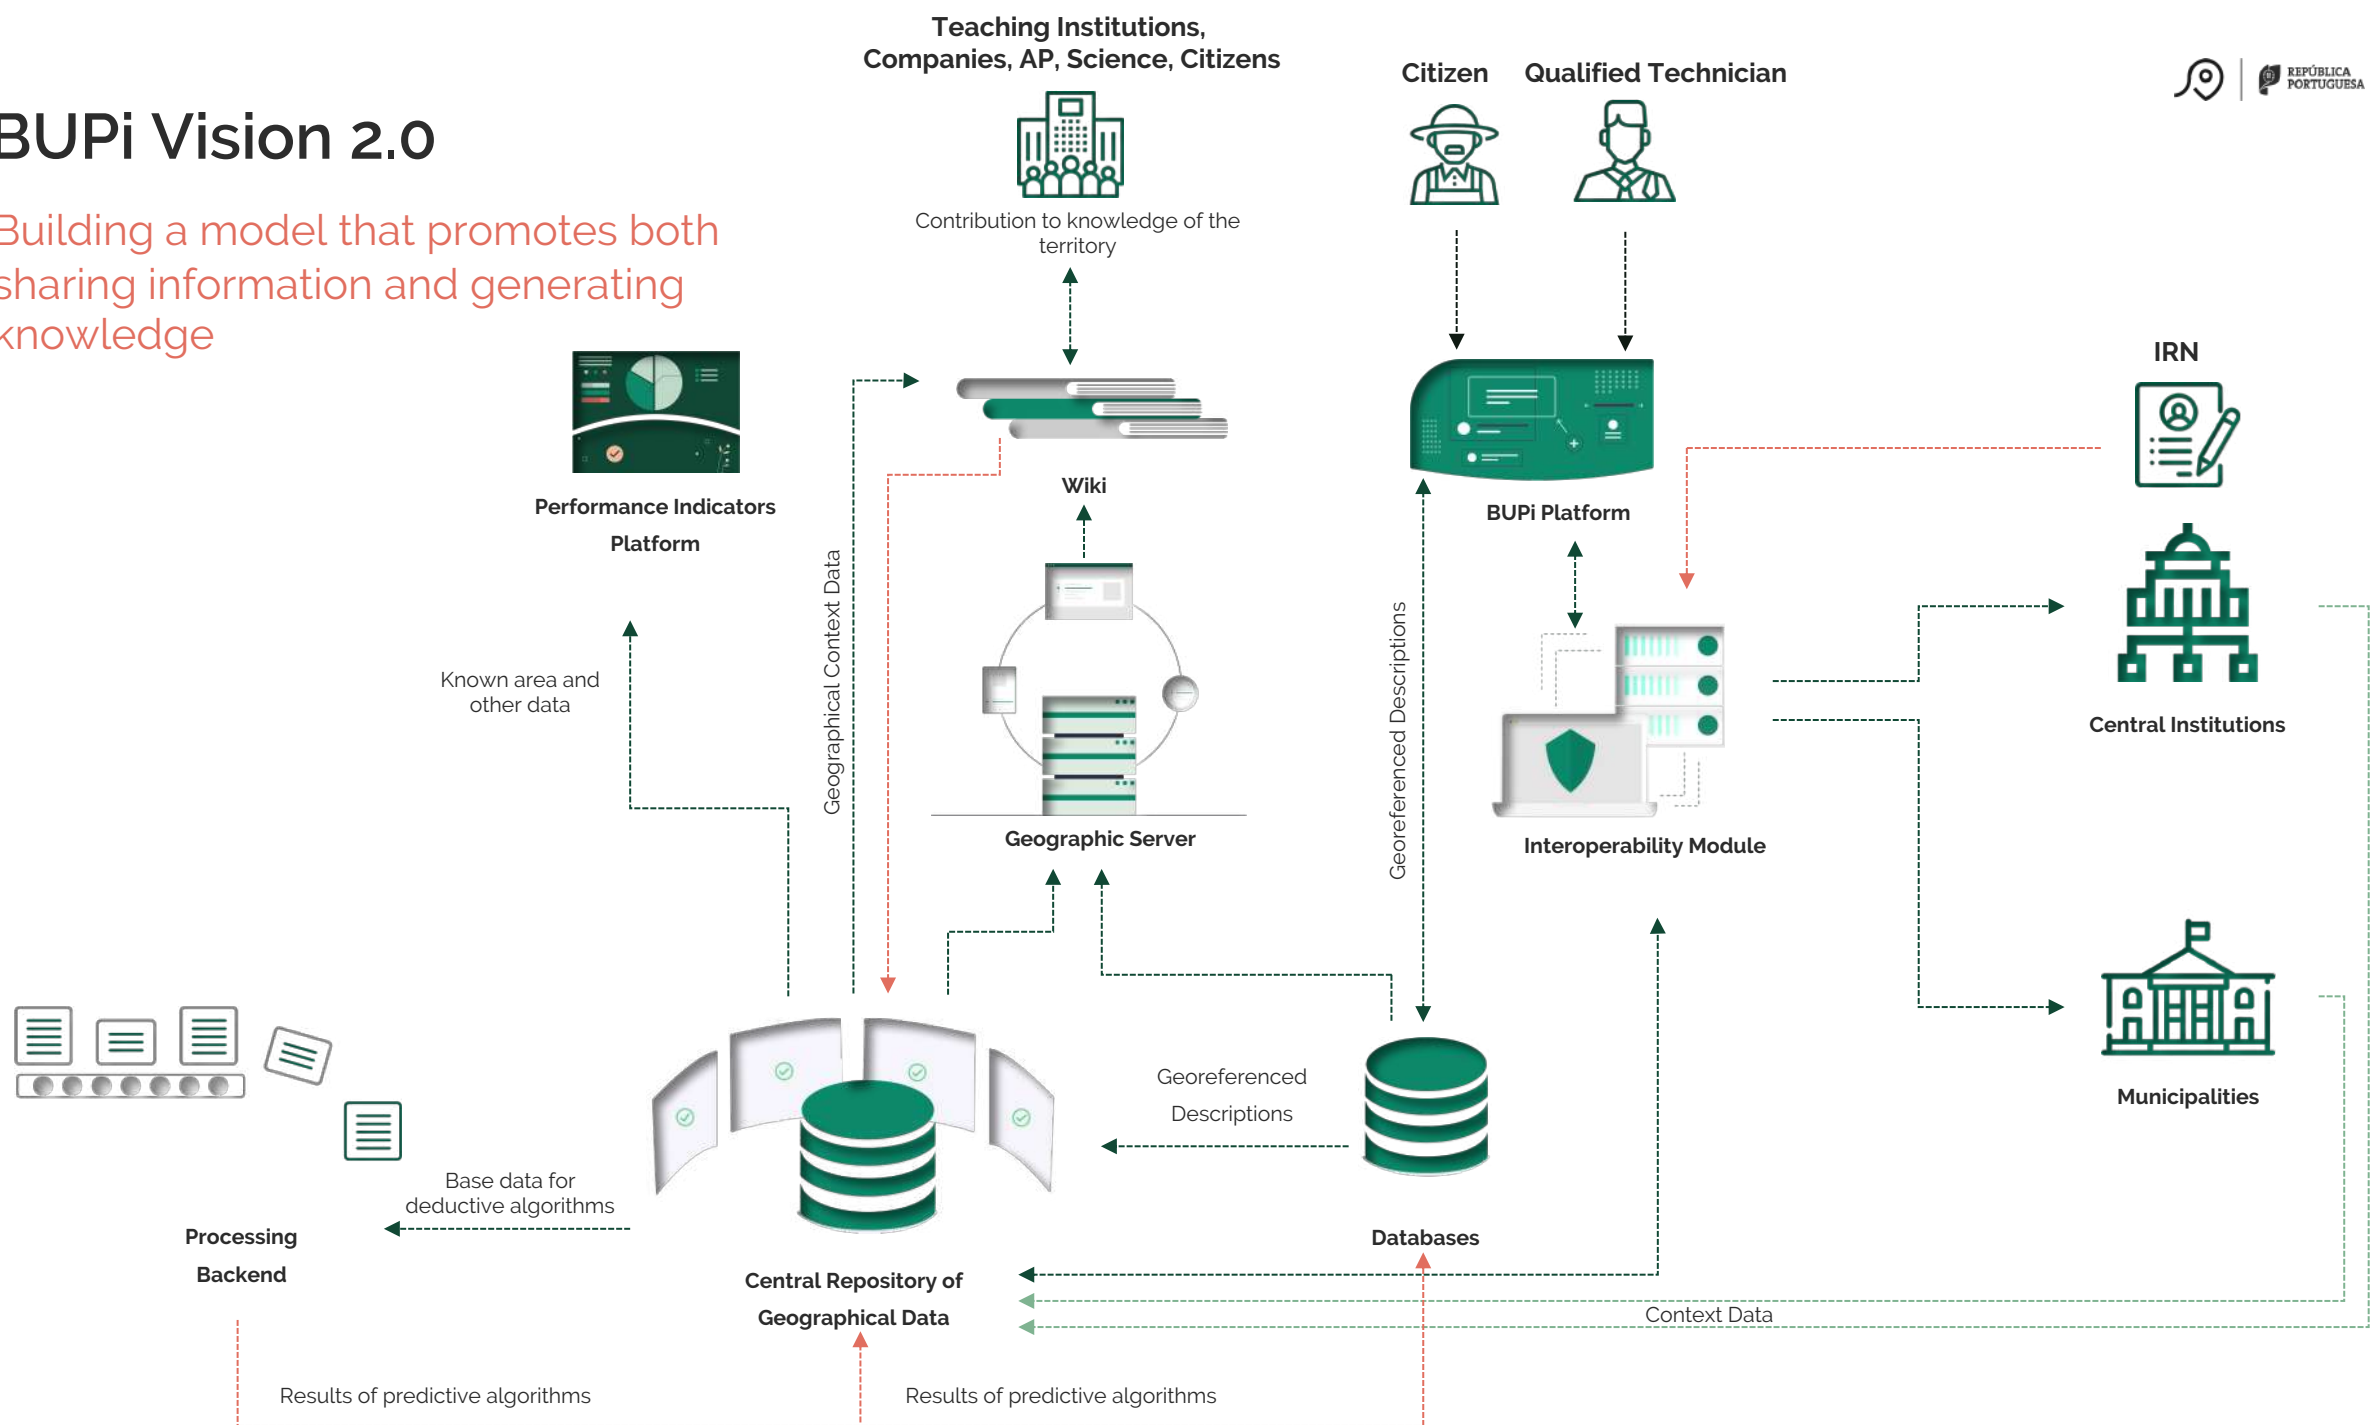 Teaching Institutions,
Companies, AP, Science, Citizens
Citizen
Qualified Technician
REPÚBLICA
PORTUGUESA
BUPi Vision 2.0
Building a model that promotes both
sharing information and generating
knowledge
Contribution to knowledge of the
territory
IRN
Wiki
Performance Indicators
Platform
BUPi Platform
Geographical Context Data
Georeferenced Descriptions
Known area and
other data
Central Institutions
Geographic Server
Interoperability Module
Georeferenced
Descriptions
Municipalities
Base data for
deductive algorithms
Processing
Backend
Databases
Central Repository of
Geographical Data
Context Data
Results of predictive algorithms
Results of predictive algorithms